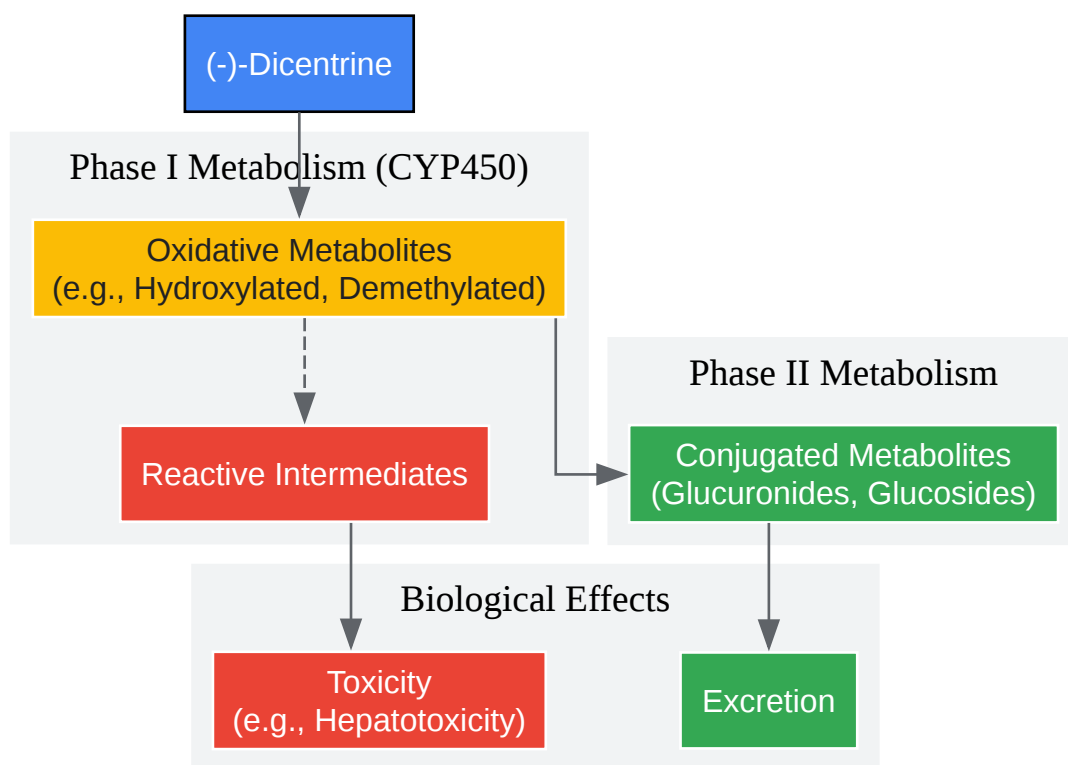 (-)-Dicentrine
Phase I Metabolism (CYP450)
Oxidative Metabolites
(e.g., Hydroxylated, Demethylated)
Phase II Metabolism
Reactive Intermediates
Conjugated Metabolites
(Glucuronides, Glucosides)
Biological Effects
Toxicity
(e.g., Hepatotoxicity)
Excretion